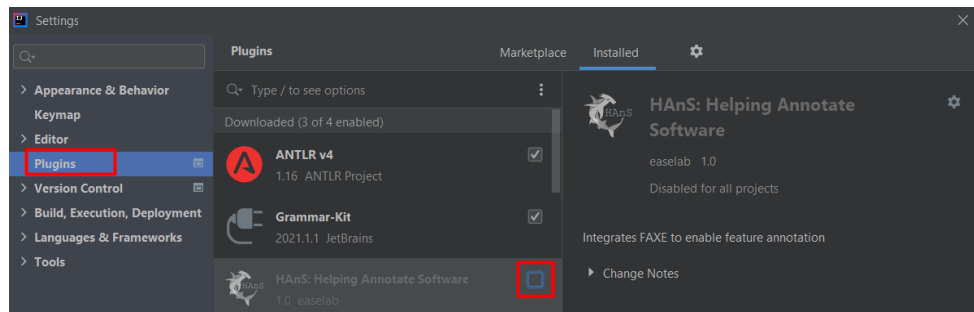 Settings
Appearance & Behavior
Keymap
Editor
Plugins
Version Control
Build, Execution, Deployment
Languages & Frameworks
Tools
Plugins
Marketplace
Installed
Type / to see options
Downloaded (3 of 4 enabled)
ANTLR v4
1.16 ANTLR Project
Grammar-Kit
2021.1.1 JetBrains
HAnS
HAnS: Helping Annotate Software
1.0 easelab
HAnS
HAnS: Helping Annotate
Software
easelab 1.0
Disabled for all projects
Integrates FAXE to enable feature annotation
Change Notes